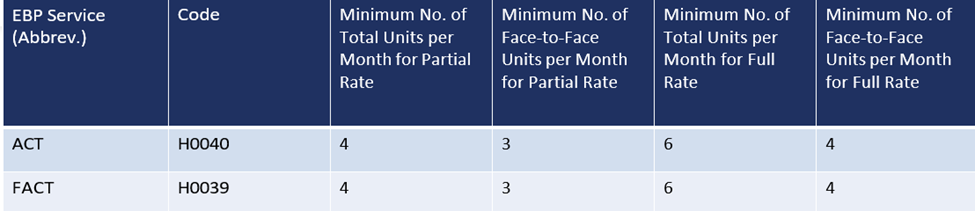 EBP Service
(Abbrev.)
Code
Minimum No. of
Total Units per
Month for Partial
Rate
Minimum No. of
Face-to-Face
Units per Month
for Partial Rate
Minimum No. of
Total Units per
Month for Full
Rate
Minimum No. of
Face-to-Face
Units per Month
for Full Rate
ACT H0040 4 3 6 4
FACT H0039 4 3 6 4